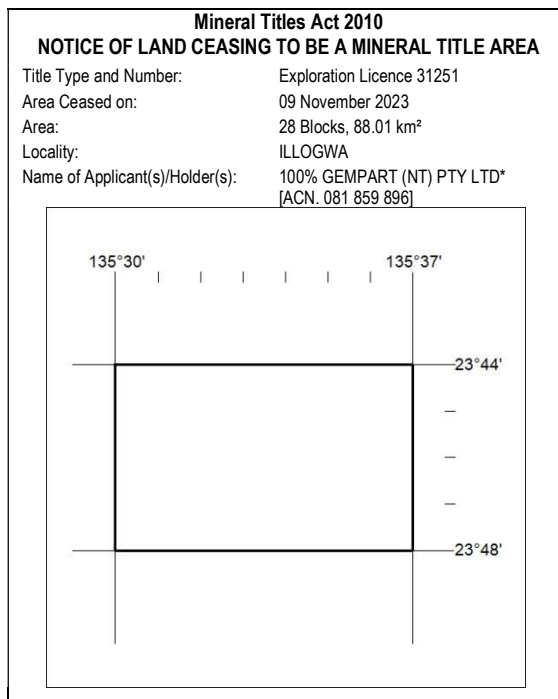 Mineral Titles Act 2010
NOTICE OF LAND CEASING TO BE A MINERAL TITLE AREA
Title Type and Number: Exploration Licence 31251
Area Ceased on: 09 November 2023
Area: 28 Blocks, 88.01 km²
Locality: ILLOGWA
Name of Applicant(s)/Holder(s): 100% GEMPART (NT) PTY LTD*
[ACN. 081 859 896]
135°30' 135°37'
23°44'
23°48'